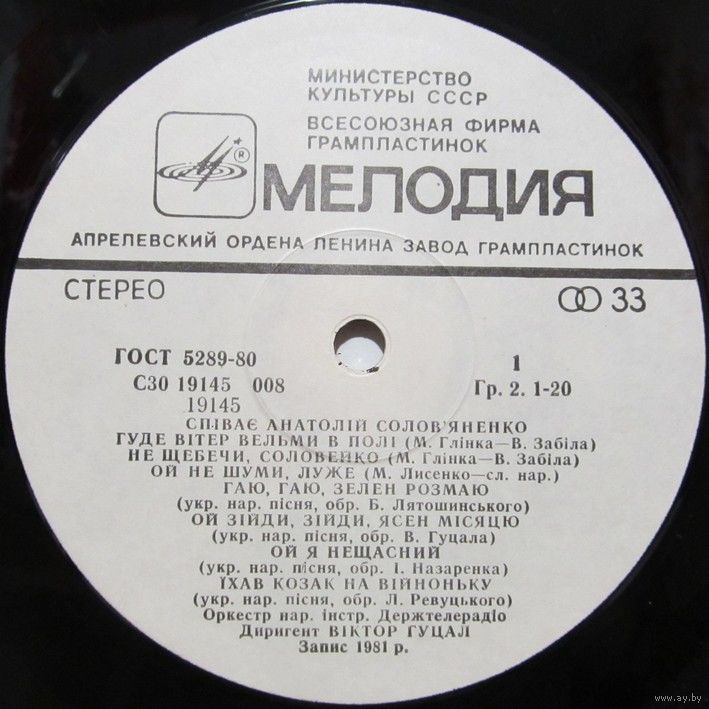 МИНИСТЕРСТВО
КУЛЬТУРЫ СССР
ВСЕСОЮЗНАЯ ФИРМА
ГРАМПЛАСТИНОК
®
МЕЛОДИЯ
АПРЕЛЕВСКИЙ ОРДЕНА ЛЕНИНА ЗАВОД ГРАМПЛАСТИНОК
СТЕРЕО
33
ГОСТ 5289-80
1
С30 19145 008
Гр. 2. 1-20
19145
СПІВАЄ АНАТОЛІЙ СОЛОВ'ЯНЕНКО
ГУДЕ ВІТЕР ВЕЛЬМИ В ПОЛІ (М. Глінка—В. Забіла)
НЕ ЩЕБЕЧИ, СОЛОВЕЙКО (М. Глінка—В. Забіла)
ОЙ НЕ ШУМИ, ЛУЖЕ (М. Лисенко—сл. нар.)
ГАЮ, ГАЮ, ЗЕЛЕН РОЗМАЮ
(укр. нар. пісня, обр. Б. Лятошинського)
ОЙ ЗІЙДИ, ЗІЙДИ, ЯСЕН МІСЯЦЮ
(укр. нар. пісня, обр. В. Гуцала)
ОЙ Я НЕЩАСНИЙ
(укр. нар. пісня, обр. І. Назаренка)
ЇХАВ КОЗАК НА ВІЙНОНЬКУ
(укр. нар. пісня, обр. Л. Ревуцького)
Оркестр нар. інстр. Держтелерадіо
Диригент ВІКТОР ГУЦАЛ
Запис 1981 р.
www.ay.by